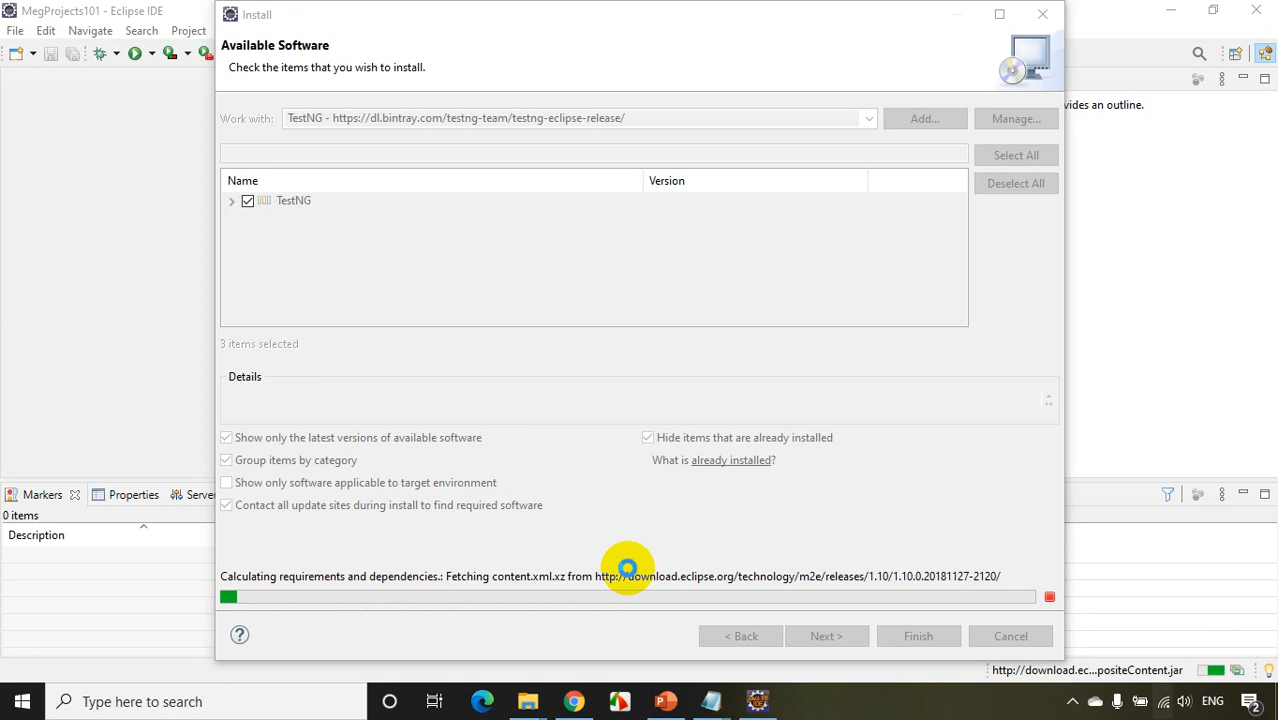 MegProjects101 - Eclipse IDE
Install
File Edit Navigate Search Project
Available Software
Check the items that you wish to install.
Work with: TestNG - https://dl.bintray.com/testng-team/testng-eclipse-release/ Add... Manage...
vides an outline.
Select All
Deselect All
Name Version
TestNG
3 items selected
Details
Show only the latest versions of available software
Hide items that are already installed
Group items by category
What is already installed?
Show only software applicable to target environment
Contact all update sites during install to find required software
Markers Properties Server
0 items
Description
Calculating requirements and dependencies.: Fetching content.xml.xz from http://download.eclipse.org/technology/m2e/releases/1.10/1.10.0.20181127-2120/
< Back Next > Finish Cancel
http://download.ec...positeContent.jar
Type here to search
ENG
2